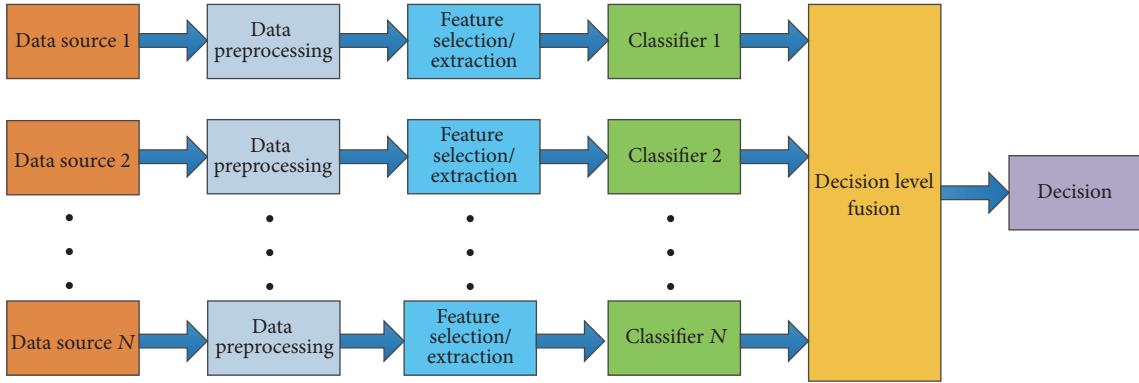 Data source 1
Data
preprocessing
Feature
selection/
extraction
Classifier 1
Data source 2
Data
preprocessing
Feature
selection/
extraction
Classifier 2
Decision level
fusion
Decision
Data source N
Data
preprocessing
Feature
selection/
extraction
Classifier N